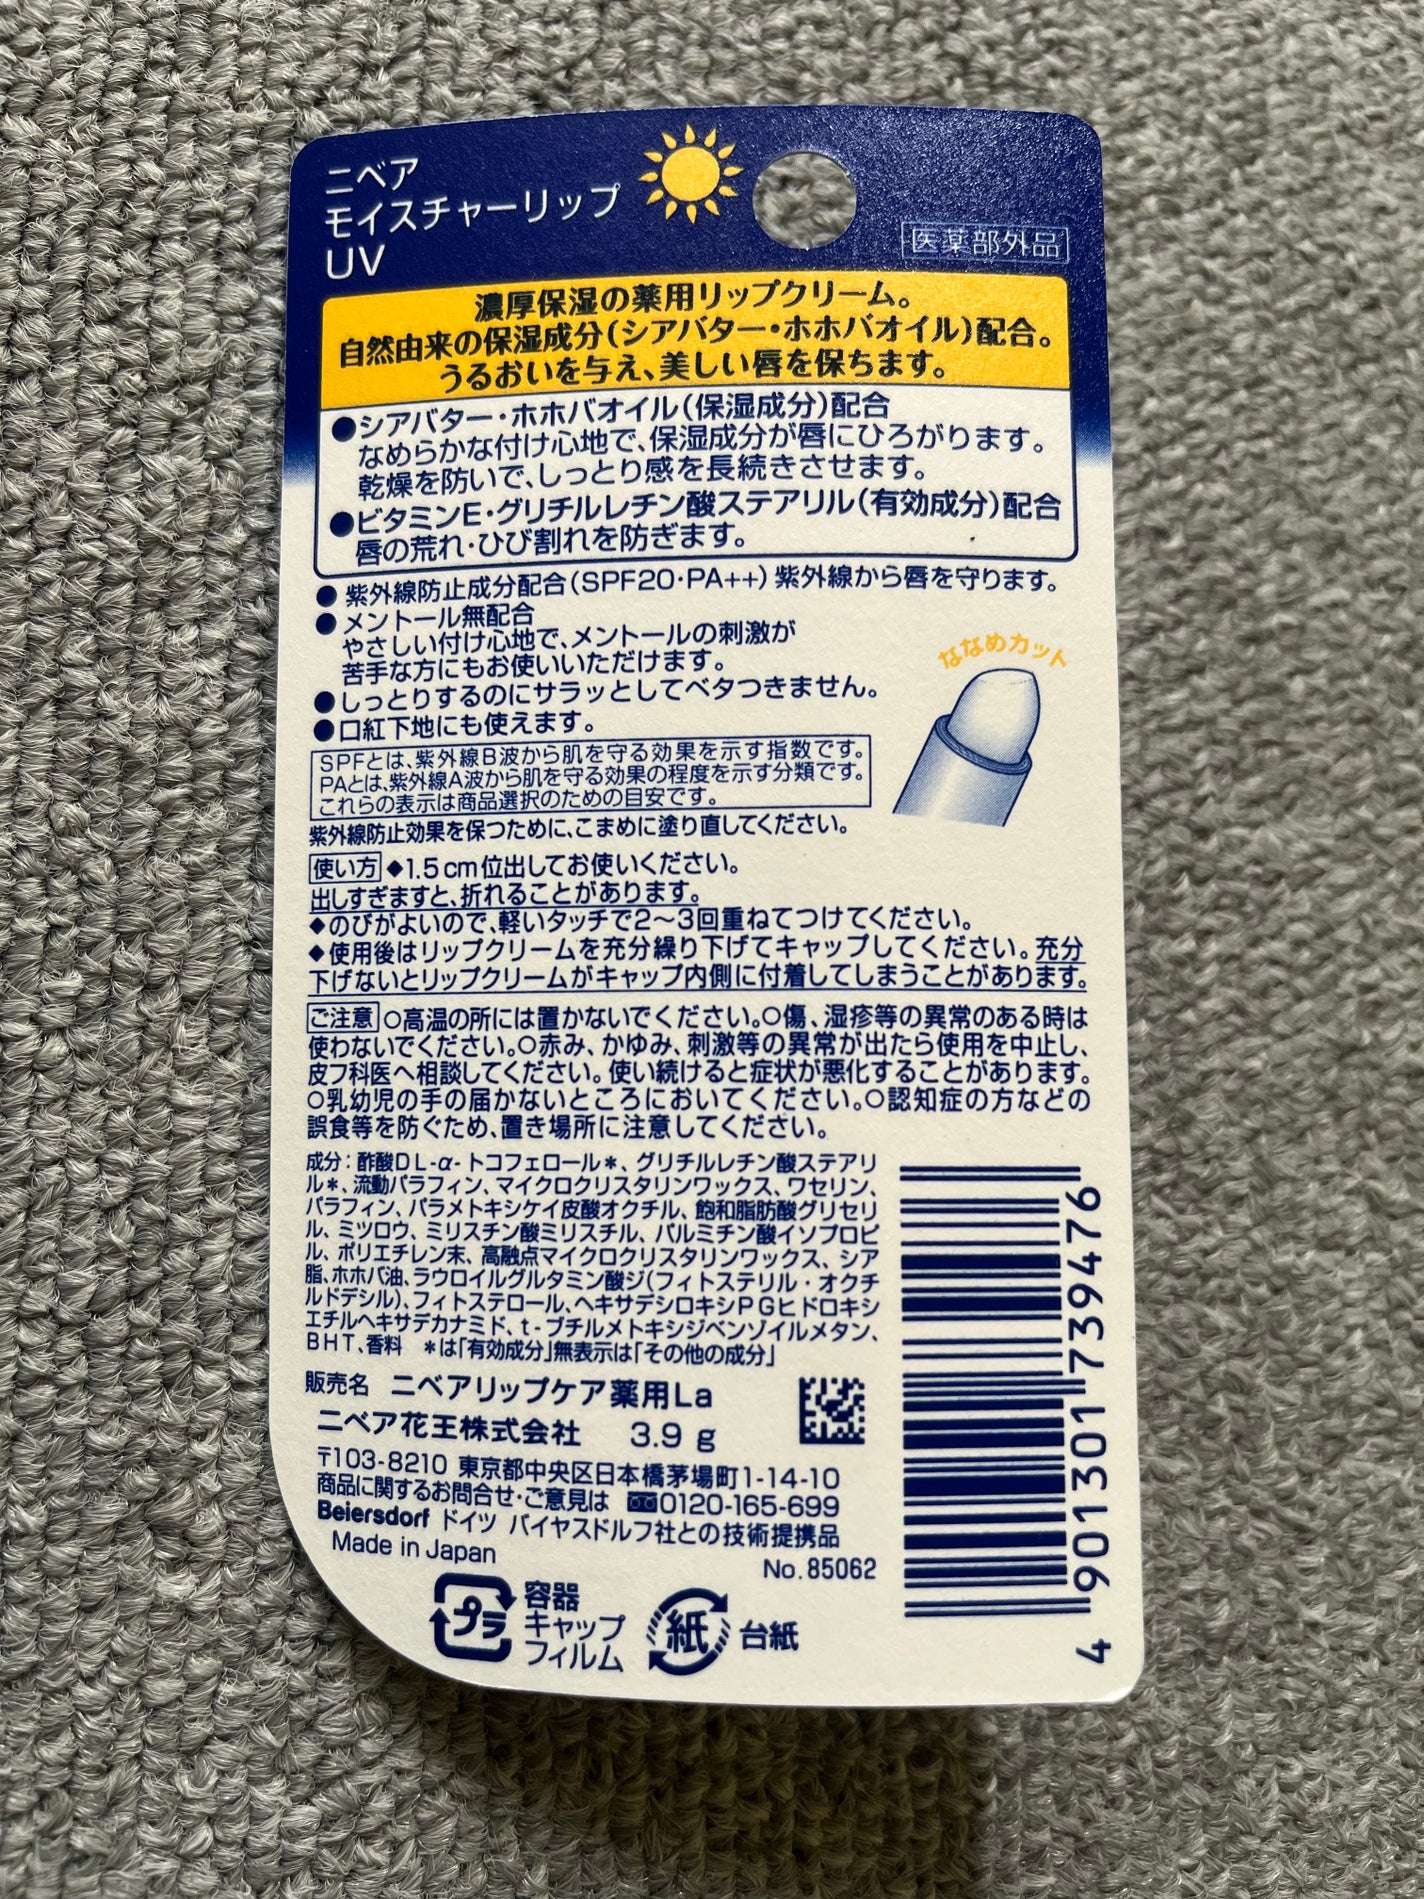 ニベア
モイスチャーリップ
UV
医薬部外品
濃厚保湿の薬用リップクリーム。
自然由来の保湿成分(シアバター・ホホバオイル)配合。
うるおいを与え、美しい唇を保ちます。
●シアバター・ホホバオイル(保湿成分)配合
なめらかな付け心地で、保湿成分が唇にひろがります。
乾燥を防いで、しっとり感を長続きさせます。
●ビタミンE・グリチルレチン酸ステアリル(有効成分)配合
唇の荒れ・ひび割れを防ぎます。
●紫外線防止成分配合(SPF20・PA++)紫外線から唇を守ります。
●メントール無配合
やさしい付け心地で、メントールの刺激が
苦手な方にもお使いいただけます。
●しっとりするのにサラッとしてベタつきません。
●口紅下地にも使えます。
ななめカット
SPFとは、紫外線B波から肌を守る効果を示す指数です。
PAとは、紫外線A波から肌を守る効果の程度を示す分類です。
これらの表示は商品選択のための目安です。
紫外線防止効果を保つために、こまめに塗り直してください。
使い方 ◆1.5cm位出してお使いください。
出しすぎますと、折れることがあります。
◆のびがよいので、軽いタッチで2〜3回重ねてつけてください。
◆使用後はリップクリームを充分繰り下げてキャップしてください。充分
下げないとリップクリームがキャップ内側に付着してしまうことがあります。
ご注意 ○高温の所には置かないでください。○傷、湿疹等の異常のある時は
使わないでください。○赤み、かゆみ、刺激等の異常が出たら使用を中止し、
皮フ科医へ相談してください。使い続けると症状が悪化することがあります。
○乳幼児の手の届かないところにおいてください。○認知症の方などの
誤食等を防ぐため、置き場所に注意してください。
成分:酢酸DL-α-トコフェロール*、グリチルレチン酸ステアリ
ル*、流動パラフィン、マイクロクリスタリンワックス、ワセリン、
パラフィン、パラメトキシケイ皮酸オクチル、飽和脂肪酸グリセリ
ル、ミツロウ、ミリスチン酸ミリスチル、パルミチン酸イソプロピ
ル、ポリエチレン末、高融点マイクロクリスタリンワックス、シア
脂、ホホバ油、ラウロイルグルタミン酸ジ(フィトステリル・オクチ
ルドデシル)、フィトステロール、ヘキサデシロキシPGヒドロキシ
エチルヘキサデカナミド、t-ブチルメトキシジベンゾイルメタン、
BHT、香料 *は「有効成分」無表示は「その他の成分」
販売名 ニベアリップケア薬用La
ニベア花王株式会社 3.9g
〒103-8210 東京都中央区日本橋茅場町1-14-10
商品に関するお問合せ・ご意見は 0120-165-699
Beiersdorf ドイツ バイヤスドルフ社との技術提携品
Made in Japan
No.85062
プラ
容器
キャップ
フィルム
紙
台紙
4 901301 739476